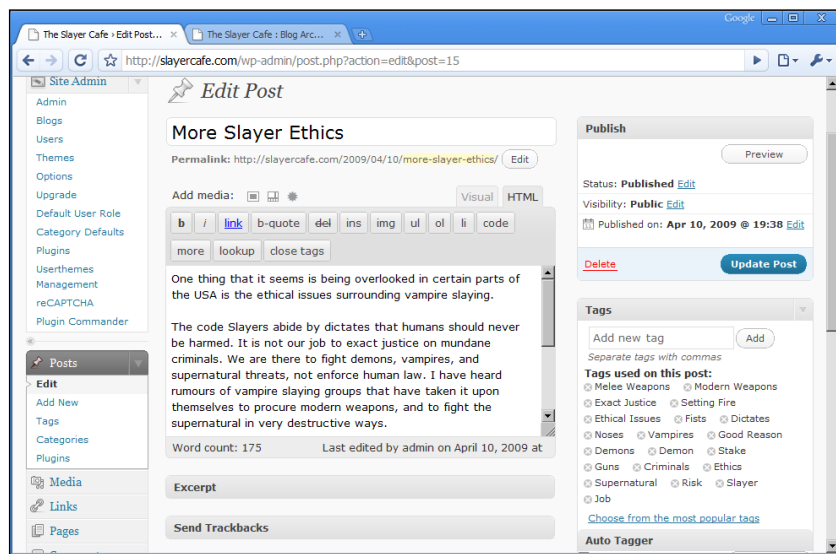 Google
The Slayer Cafe › Edit Post...
The Slayer Cafe : Blog Arc...
http://slayercafe.com/wp-admin/post.php?action=edit&post=15
Site Admin
Admin
Blogs
Users
Themes
Options
Upgrade
Default User Role
Category Defaults
Plugins
Userthemes
Management
reCAPTCHA
Plugin Commander
Posts
Edit
Add New
Tags
Categories
Plugins
Media
Links
Pages
Edit Post
More Slayer Ethics
Permalink: http://slayercafe.com/2009/04/10/more-slayer-ethics/ Edit
Add media: Visual HTML
b i link b-quote del ins img ul ol li code
more lookup close tags
One thing that it seems is being overlooked in certain parts of
the USA is the ethical issues surrounding vampire slaying.
The code Slayers abide by dictates that humans should never
be harmed. It is not our job to exact justice on mundane
criminals. We are there to fight demons, vampires, and
supernatural threats, not enforce human law. I have heard
rumours of vampire slaying groups that have taken it upon
themselves to procure modern weapons, and to fight the
supernatural in very destructive ways.
Word count: 175 Last edited by admin on April 10, 2009 at
Excerpt
Send Trackbacks
Publish
Preview
Status: Published Edit
Visibility: Public Edit
Published on: Apr 10, 2009 @ 19:38 Edit
Delete Update Post
Tags
Add new tag Add
Separate tags with commas
Tags used on this post:
Melee Weapons Modern Weapons
Exact Justice Setting Fire
Ethical Issues Fists Dictates
Noses Vampires Good Reason
Demons Demon Stake
Guns Criminals Ethics
Supernatural Risk Slayer
Job
Choose from the most popular tags
Auto Tagger